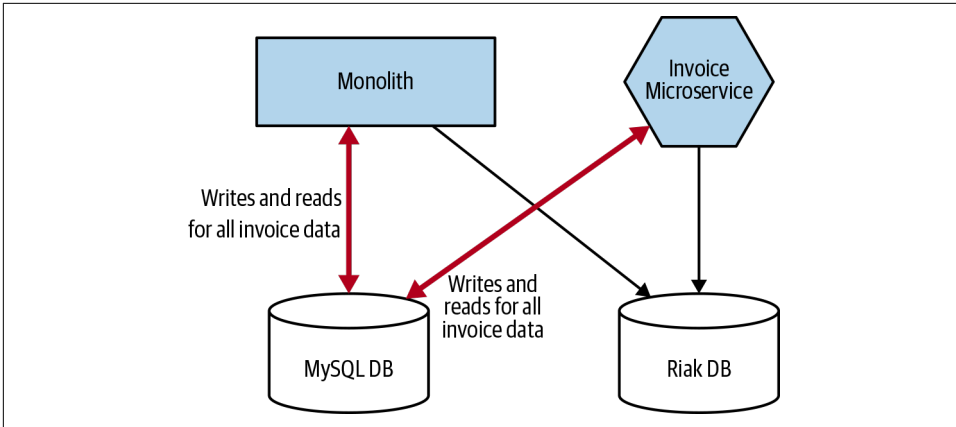 Monolith
Invoice
Microservice
Writes and reads
for all invoice data
Writes and
reads for all
invoice data
MySQL DB
Riak DB